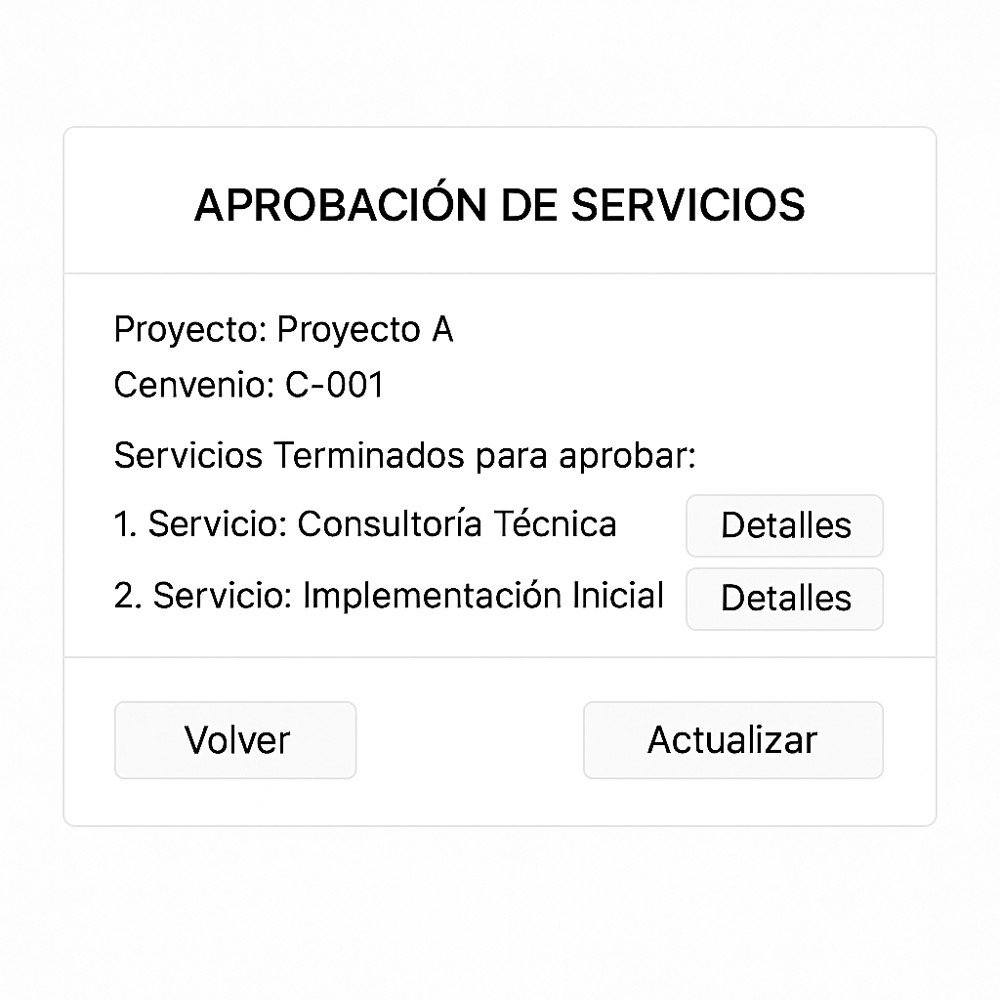 APROBACIÓN DE SERVICIOS
Proyecto: Proyecto A
Cenvenio: C-001
Servicios Terminados para aprobar:
1. Servicio: Consultoría Técnica Detalles
2. Servicio: Implementación Inicial Detalles
Volver Actualizar